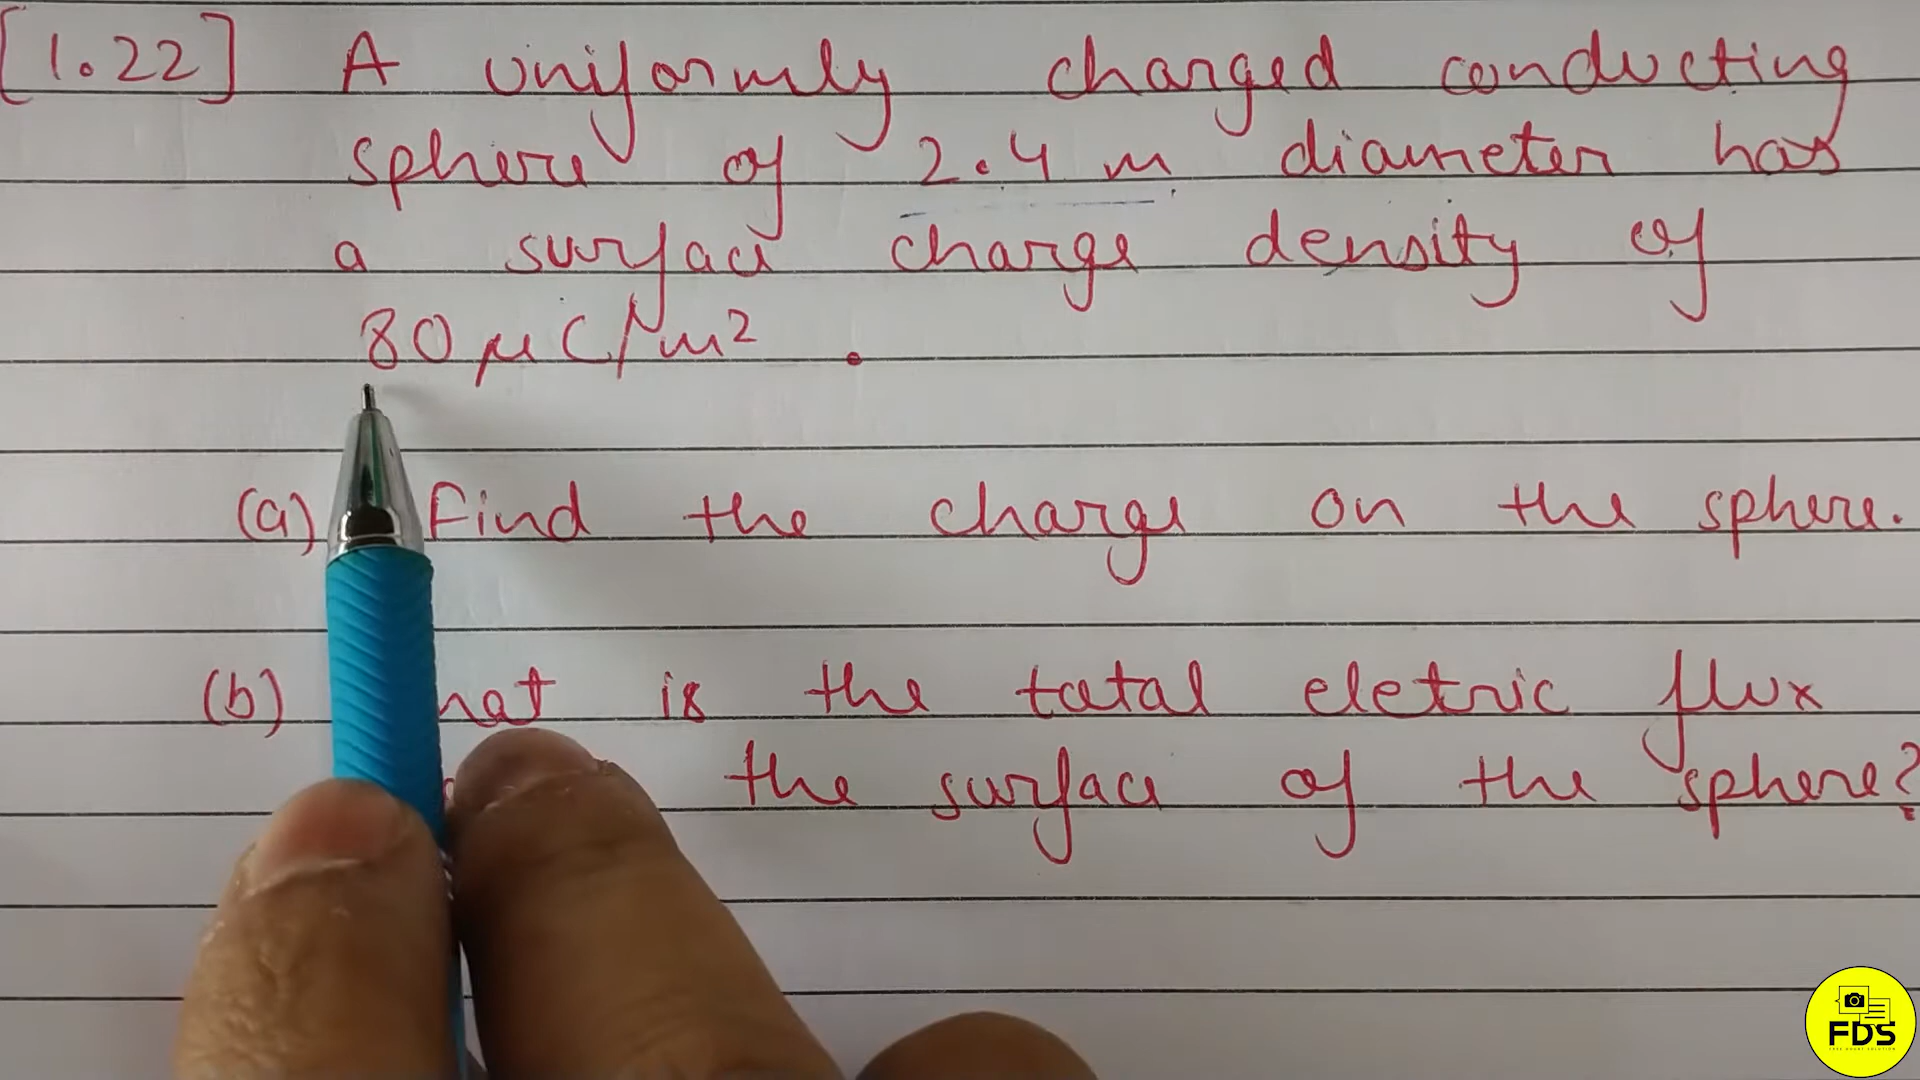 [1.22] A uniformly charged conducting
sphere of 2.4 m diameter has
a surface charge density of
80 μC/m² .
(a) Find the charge on the sphere.
(b) is the total eletric flux
the surface of the sphere?
FDS